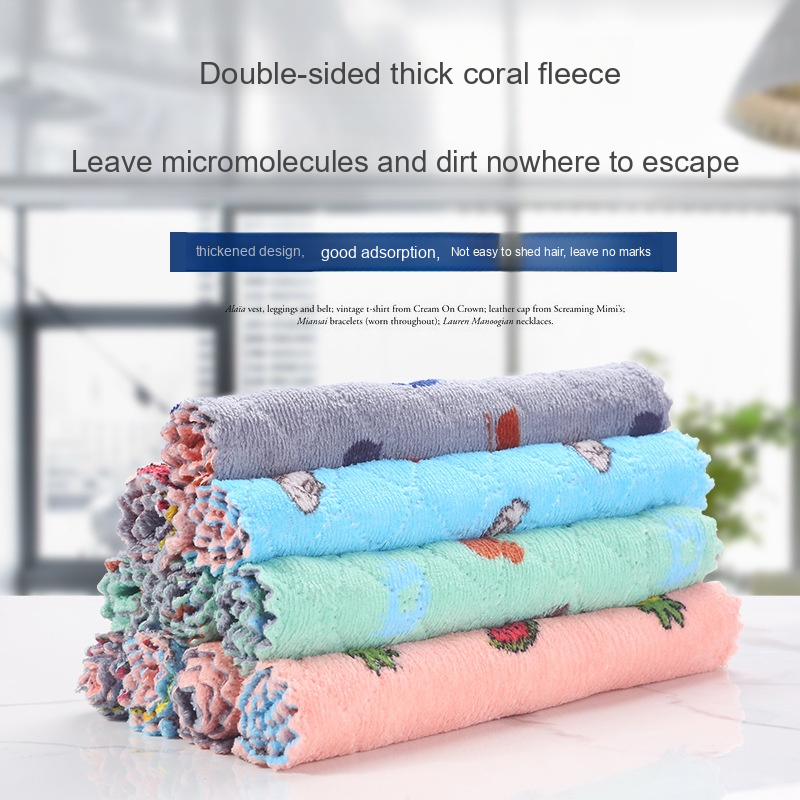 Double-sided thick coral fleece
Leave micromolecules and dirt nowhere to escape
thickened design, good adsorption, Not easy to shed hair, leave no marks
Alaïa vest, leggings and belt; vintage t-shirt from Cream On Crown; leather cap from Screaming Mimi's;
Miansai bracelets (worn throughout); Lauren Manoogian necklaces.